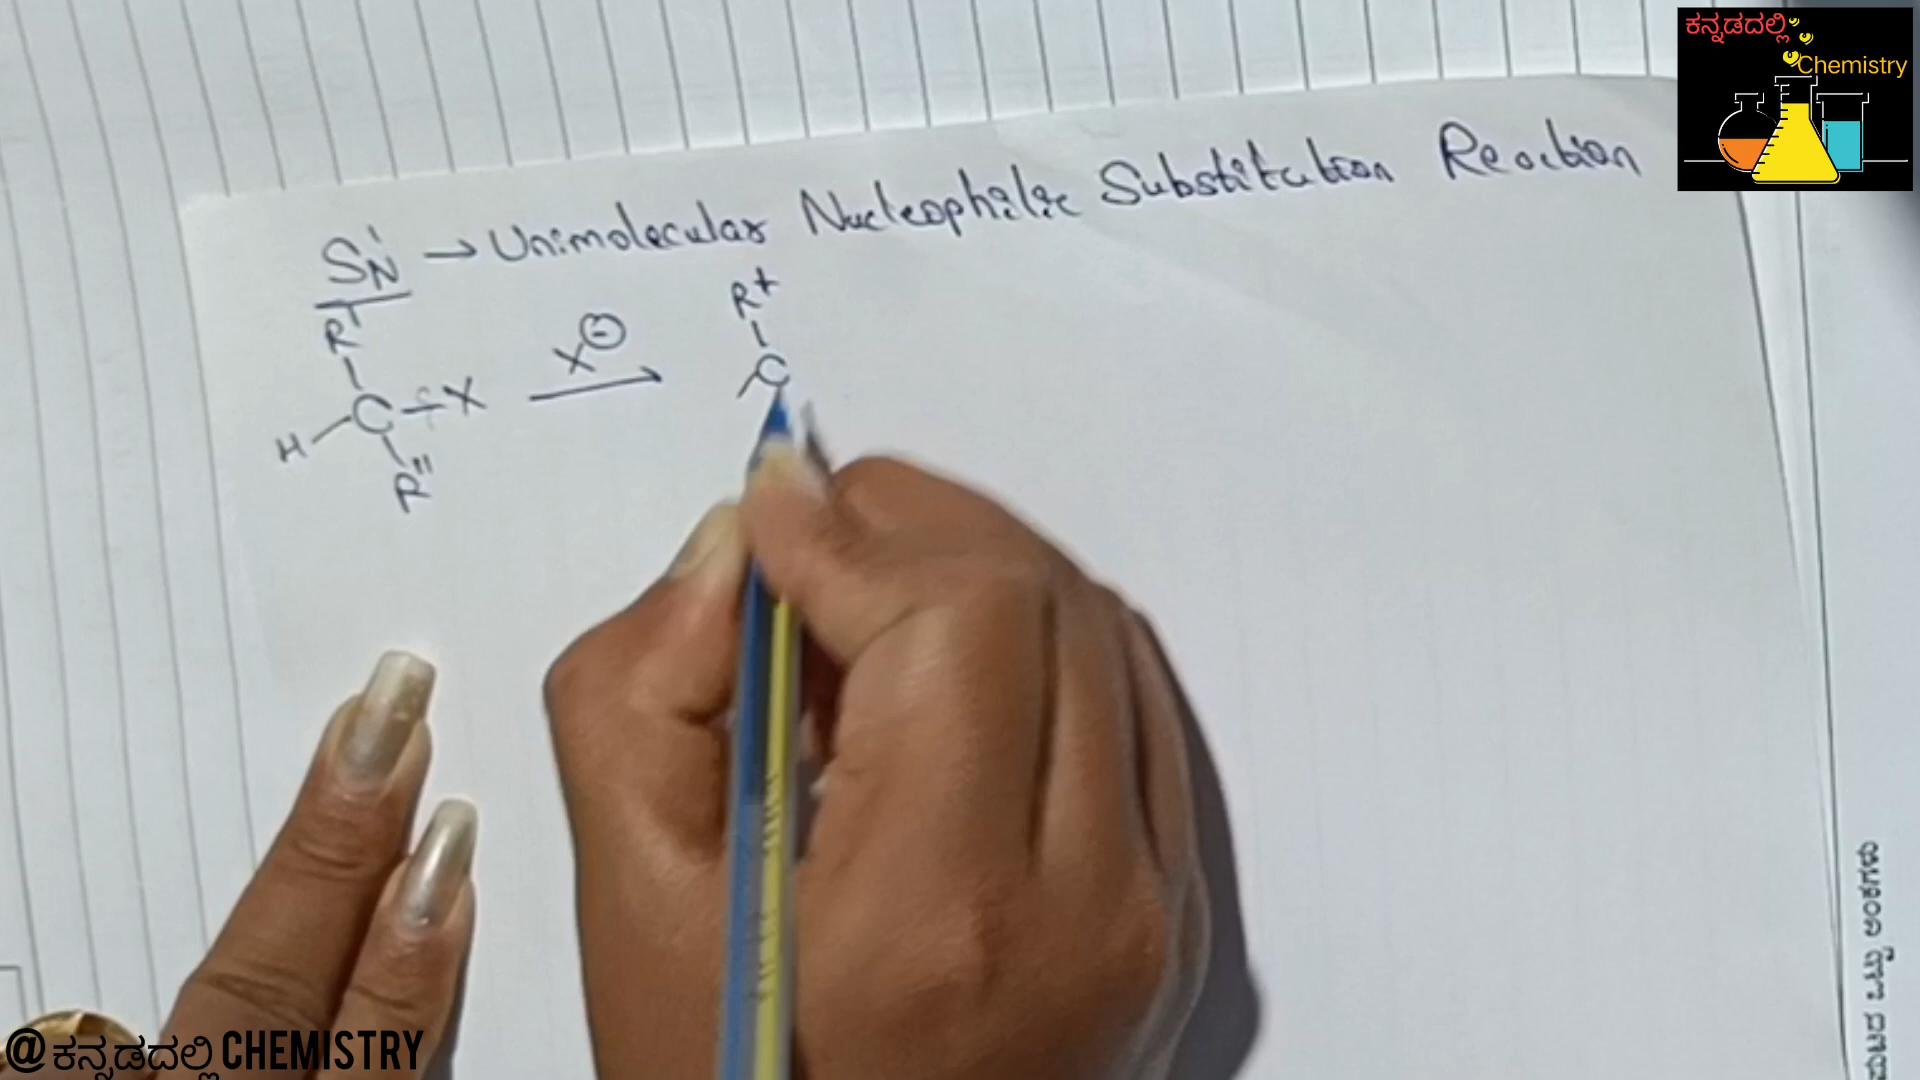 ಕನ್ನಡದಲ್ಲಿ
Chemistry
SN1 → Unimolecular Nucleophilic Substitution Reaction
R'
C
X
H
R"
X⊖
R+
C
@ಕನ್ನಡದಲ್ಲಿ CHEMISTRY